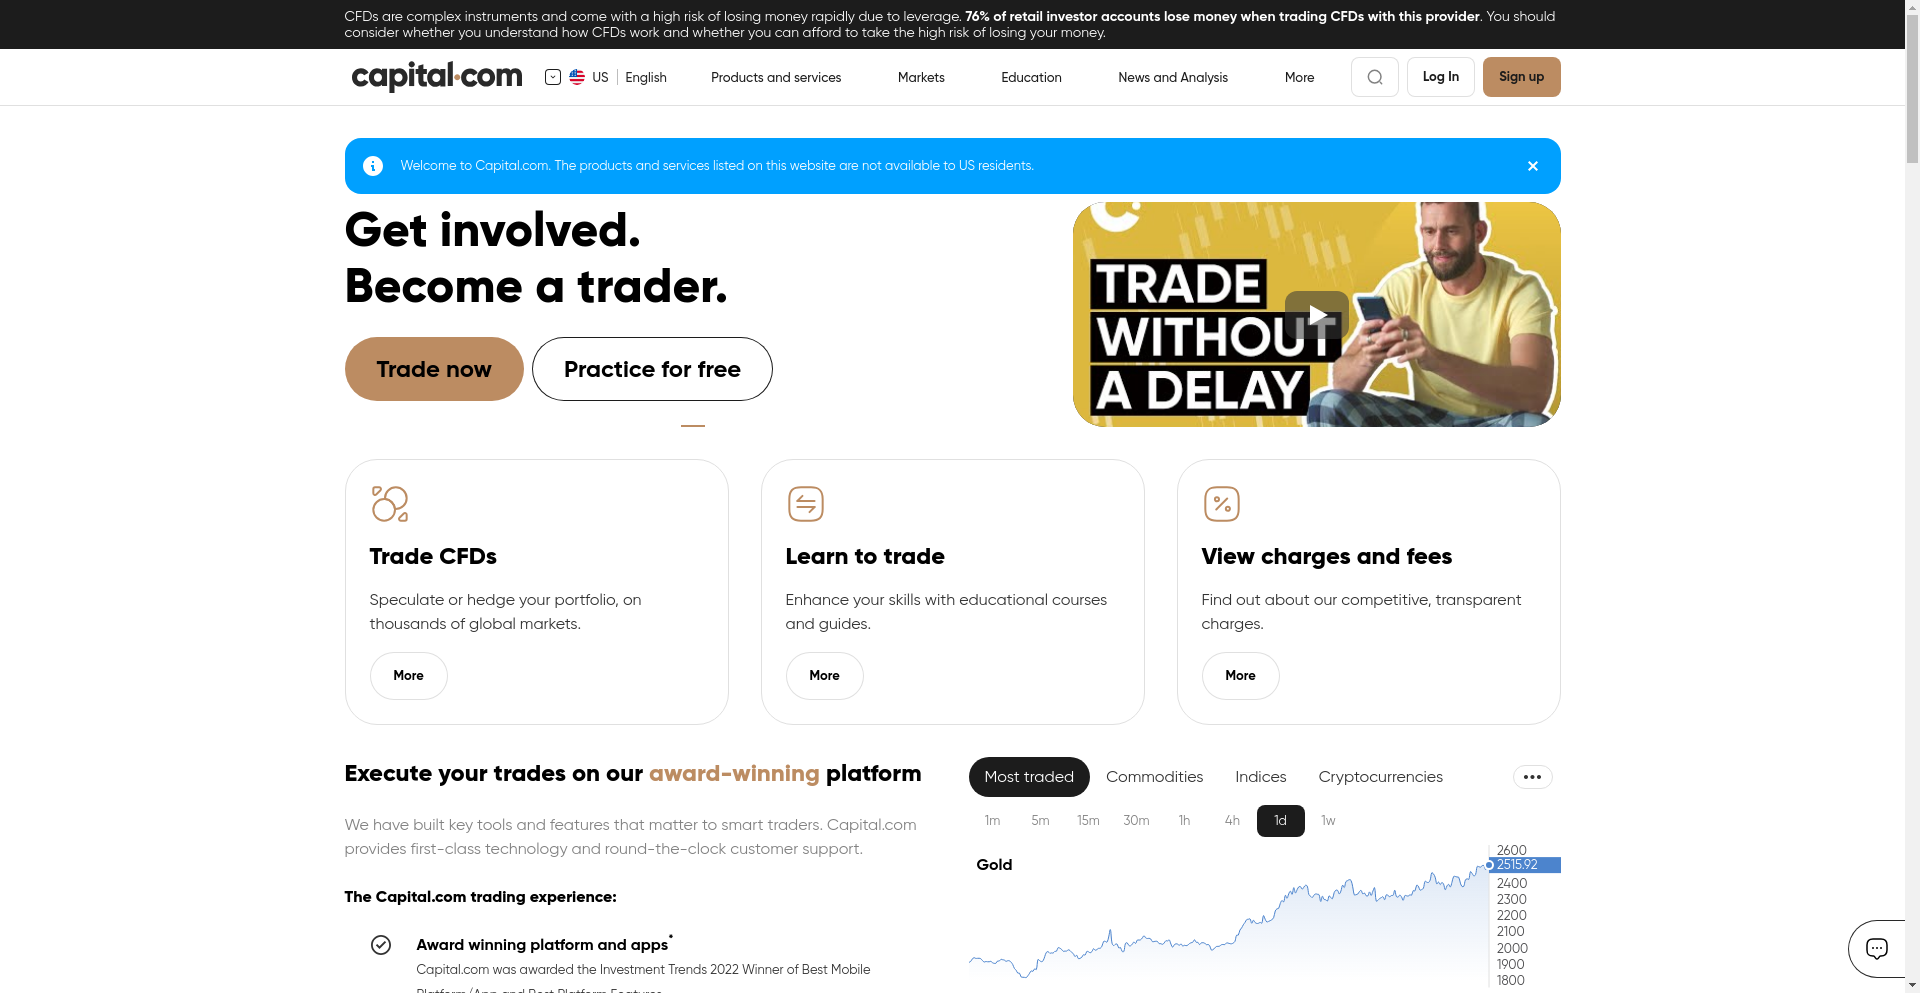 CFDs are complex instruments and come with a high risk of losing money rapidly due to leverage. 76% of retail investor accounts lose money when trading CFDs with this provider. You should
consider whether you understand how CFDs work and whether you can afford to take the high risk of losing your money.
capital.com
US English
Products and services
Markets
Education
News and Analysis
More
Log In
Sign up
Welcome to Capital.com. The products and services listed on this website are not available to US residents.
Get involved.
Become a trader.
Trade now
Practice for free
TRADE
WITHOUT
A DELAY
Trade CFDs
Speculate or hedge your portfolio, on
thousands of global markets.
More
Learn to trade
Enhance your skills with educational courses
and guides.
More
View charges and fees
Find out about our competitive, transparent
charges.
More
Execute your trades on our award-winning platform
We have built key tools and features that matter to smart traders. Capital.com
provides first-class technology and round-the-clock customer support.
The Capital.com trading experience:
Award winning platform and apps*
Capital.com was awarded the Investment Trends 2022 Winner of Best Mobile
Platform/App and Best Platform Features
Most traded
Commodities
Indices
Cryptocurrencies
1m
5m
15m
30m
1h
4h
1d
1w
Gold
2600
2515.92
2400
2300
2200
2100
2000
1900
1800